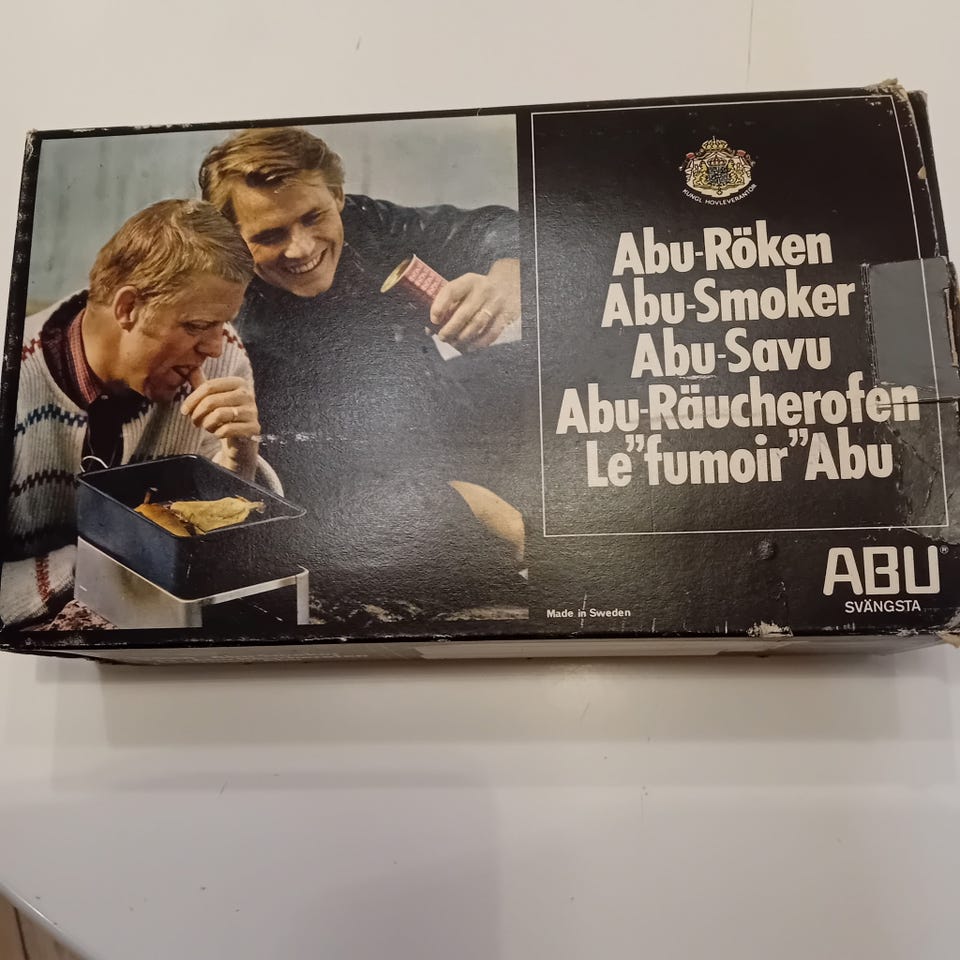 KUNGL HOVLEVERANTÖR
Abu-Röken
Abu-Smoker
Abu-Savu
Abu-Räucherofen
Le "fumoir" Abu
ABU®
SVÄNGSTA
Made in Sweden